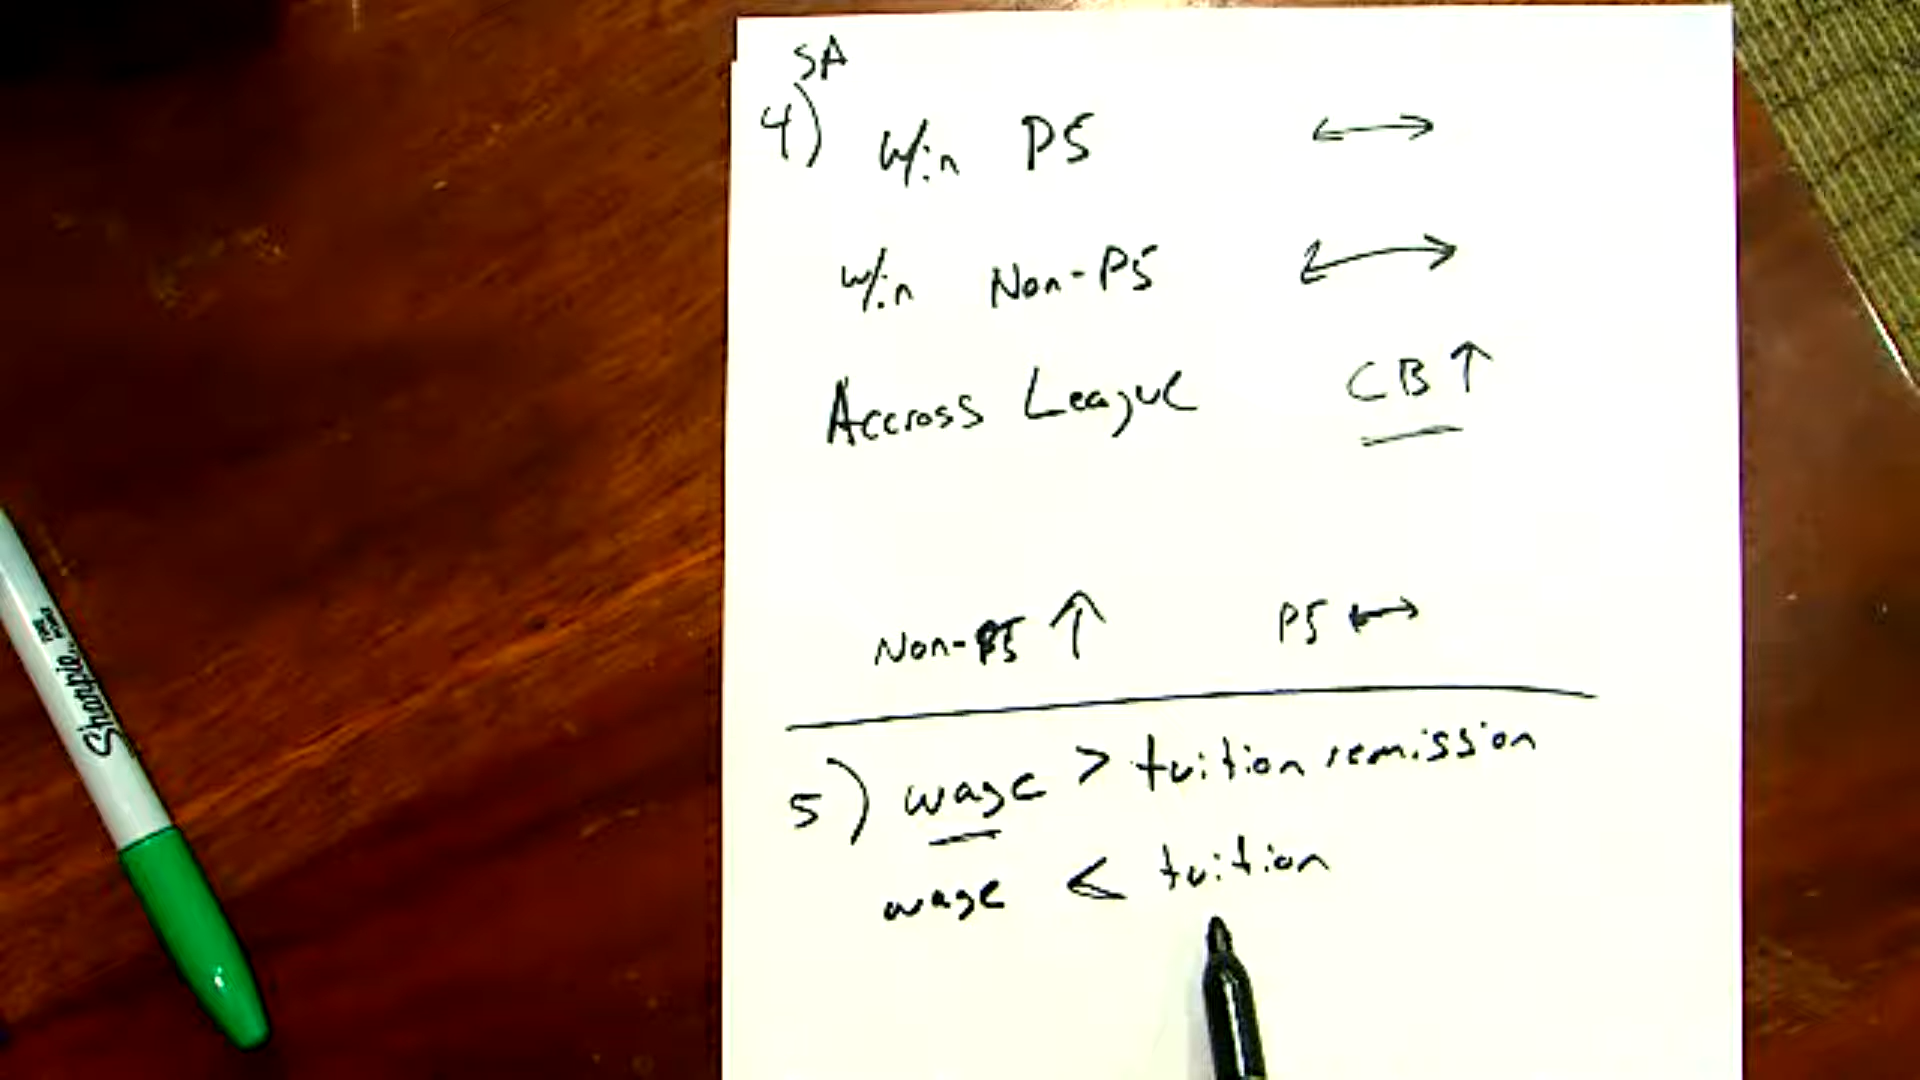 SA
4) w/in P5 ↔
w/in Non-P5 ↔
Accross League CB ↑
Non-P5 ↑ P5 ↔
5) wage > tuition remission
wage < tuition
Sharpie